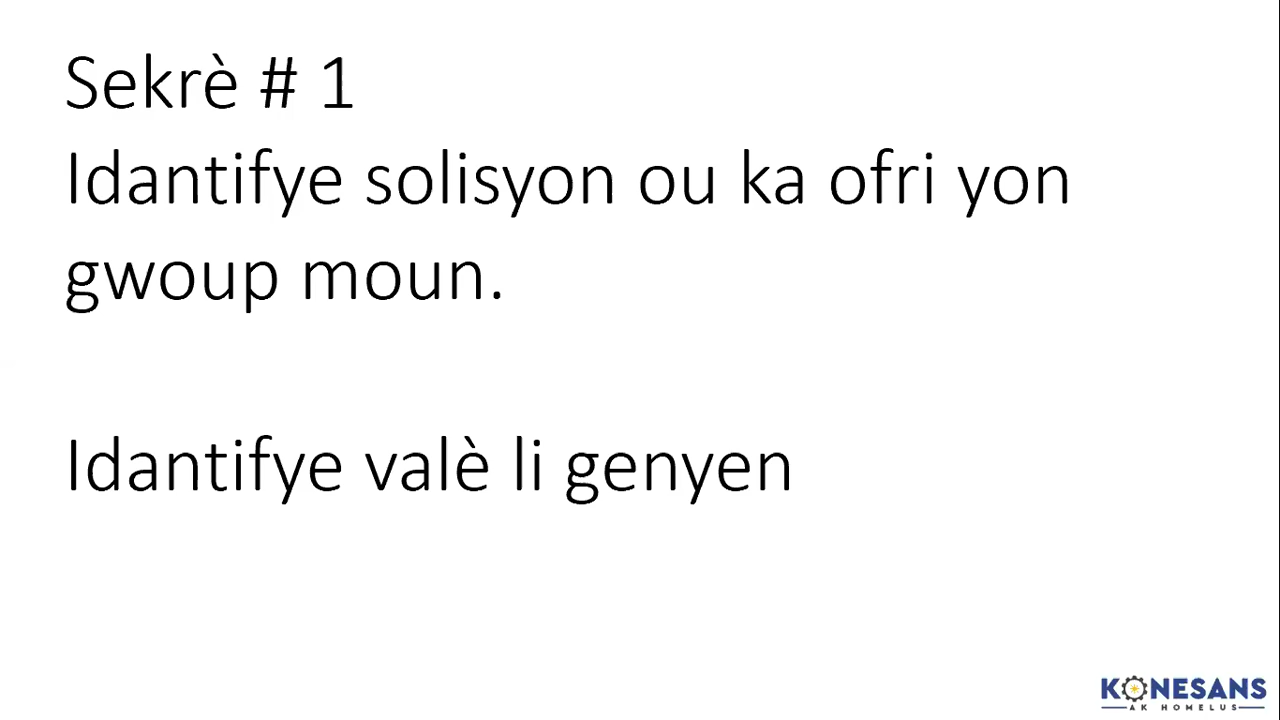 Sekrè # 1
Idantifye solisyon ou ka ofri yon
gwoup moun.
Idantifye valè li genyen
KONESANS
AK HOMELUS